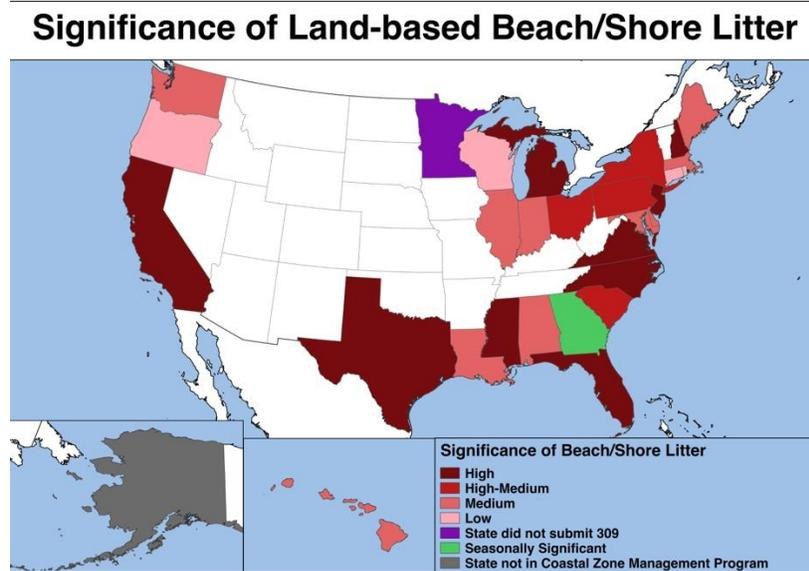 Significance of Land-based Beach/Shore Litter
Significance of Beach/Shore Litter
High
High-Medium
Medium
Low
State did not submit 309
Seasonally Significant
State not in Coastal Zone Management Program